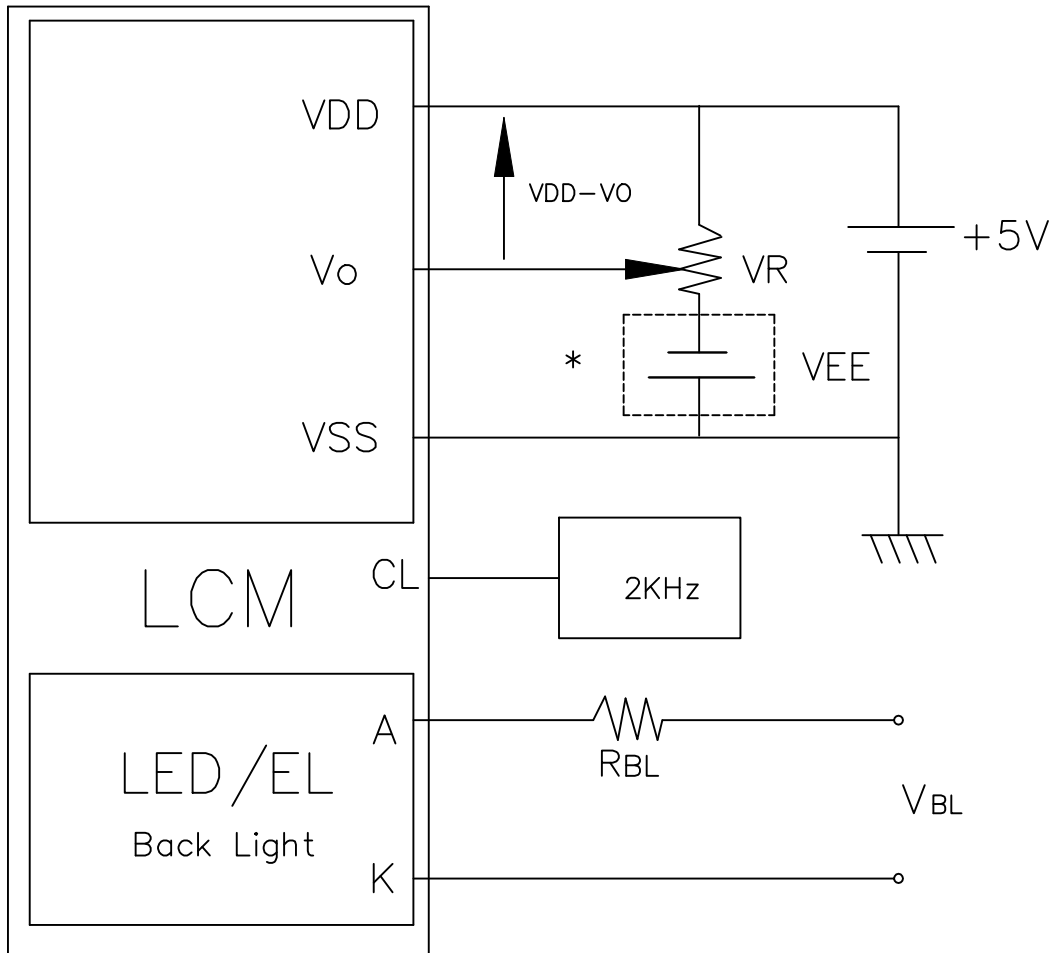 VDD
VDD-VO
+5V
Vo
VR
*
VEE
VSS
CL
2KHz
LCM
A
RBL
LED/EL
VBL
Back Light
K